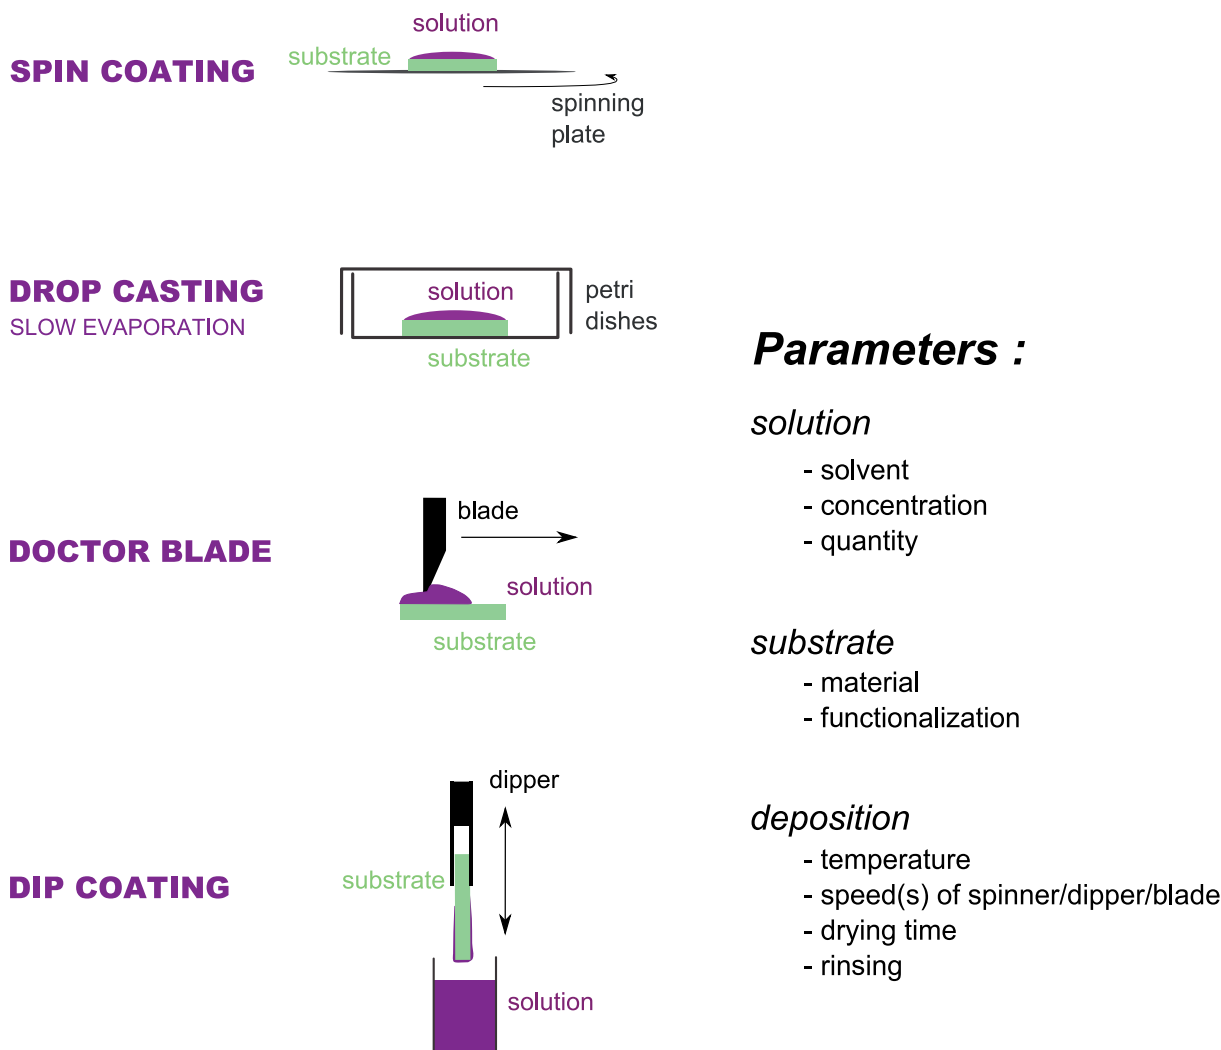 SPIN COATING
solution
substrate
spinning
plate
DROP CASTING
SLOW EVAPORATION
solution
substrate
petri
dishes
DOCTOR BLADE
blade
solution
substrate
DIP COATING
dipper
substrate
solution
Parameters :
solution
- solvent
- concentration
- quantity
substrate
- material
- functionalization
deposition
- temperature
- speed(s) of spinner/dipper/blade
- drying time
- rinsing